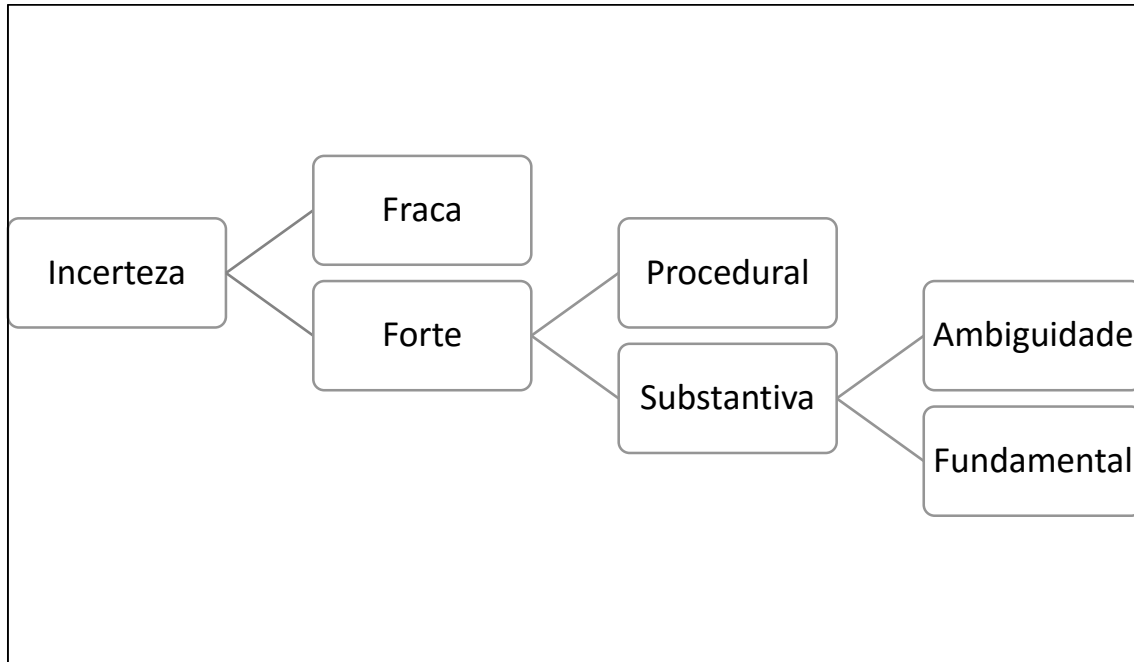 Incerteza
Fraca
Forte
Procedural
Substantiva
Ambiguidade
Fundamental